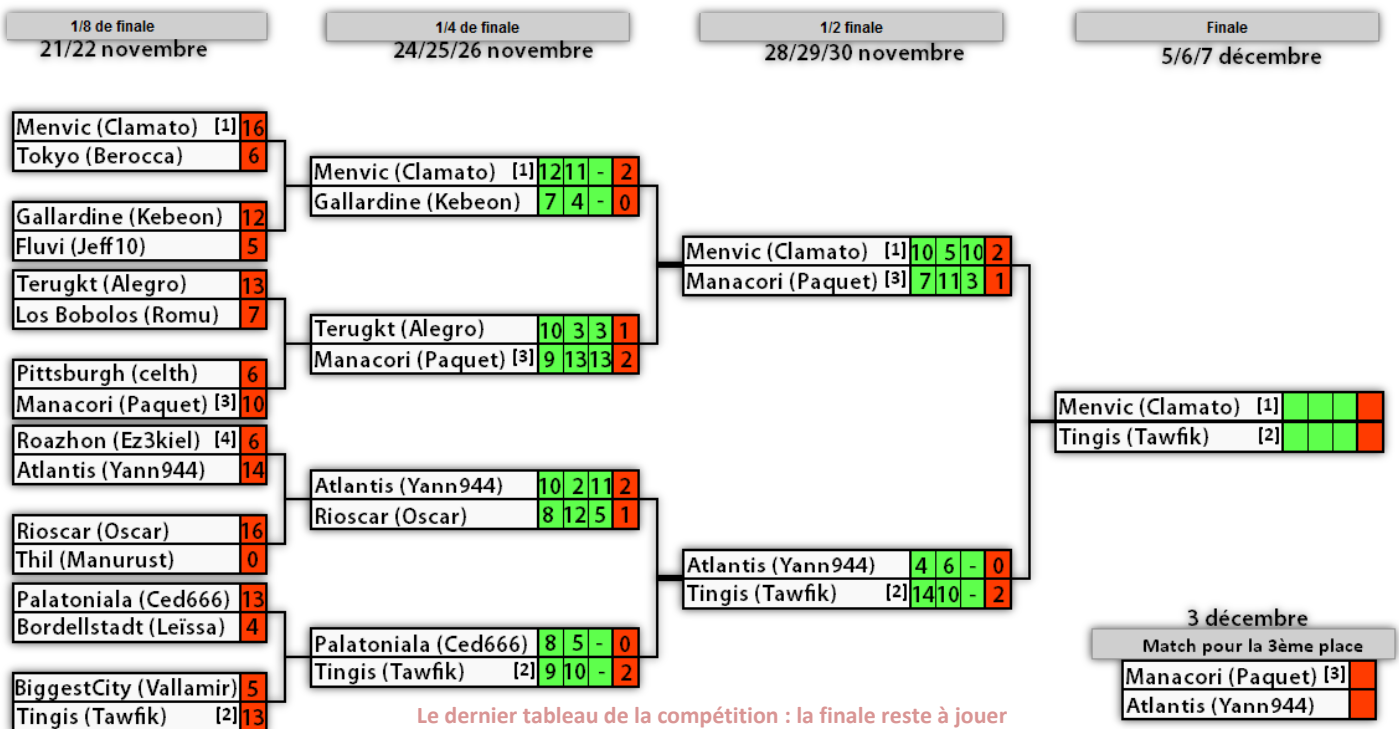 1/8 de finale
21/22 novembre
1/4 de finale
24/25/26 novembre
1/2 finale
28/29/30 novembre
Finale
5/6/7 décembre
Menvic (Clamato) [1] 16
Tokyo (Berocca) 6
Gallardine (Kebeon) 12
Fluvi (Jeff10) 5
Terugkt (Alegro) 13
Los Bobolos (Romu) 7
Pittsburgh (celth) 6
Manacori (Paquet) [3] 10
Roazhon (Ez3kiel) [4] 6
Atlantis (Yann944) 14
Rioscar (Oscar) 16
Thil (Manurust) 0
Palatoniala (Ced666) 13
Bordellstadt (Leïssa) 4
BiggestCity (Vallamir) 5
Tingis (Tawfik) [2] 13
Menvic (Clamato) [1] 12 11 - 2
Gallardine (Kebeon) 7 4 - 0
Terugkt (Alegro) 10 3 3 1
Manacori (Paquet) [3] 9 13 13 2
Atlantis (Yann944) 10 2 11 2
Rioscar (Oscar) 8 12 5 1
Palatoniala (Ced666) 8 5 - 0
Tingis (Tawfik) [2] 9 10 - 2
Menvic (Clamato) [1] 10 5 10 2
Manacori (Paquet) [3] 7 11 3 1
Atlantis (Yann944) 4 6 - 0
Tingis (Tawfik) [2] 14 10 - 2
Menvic (Clamato) [1]
Tingis (Tawfik) [2]
3 décembre
Match pour la 3ème place
Manacori (Paquet) [3]
Atlantis (Yann944)
Le dernier tableau de la compétition : la finale reste à jouer